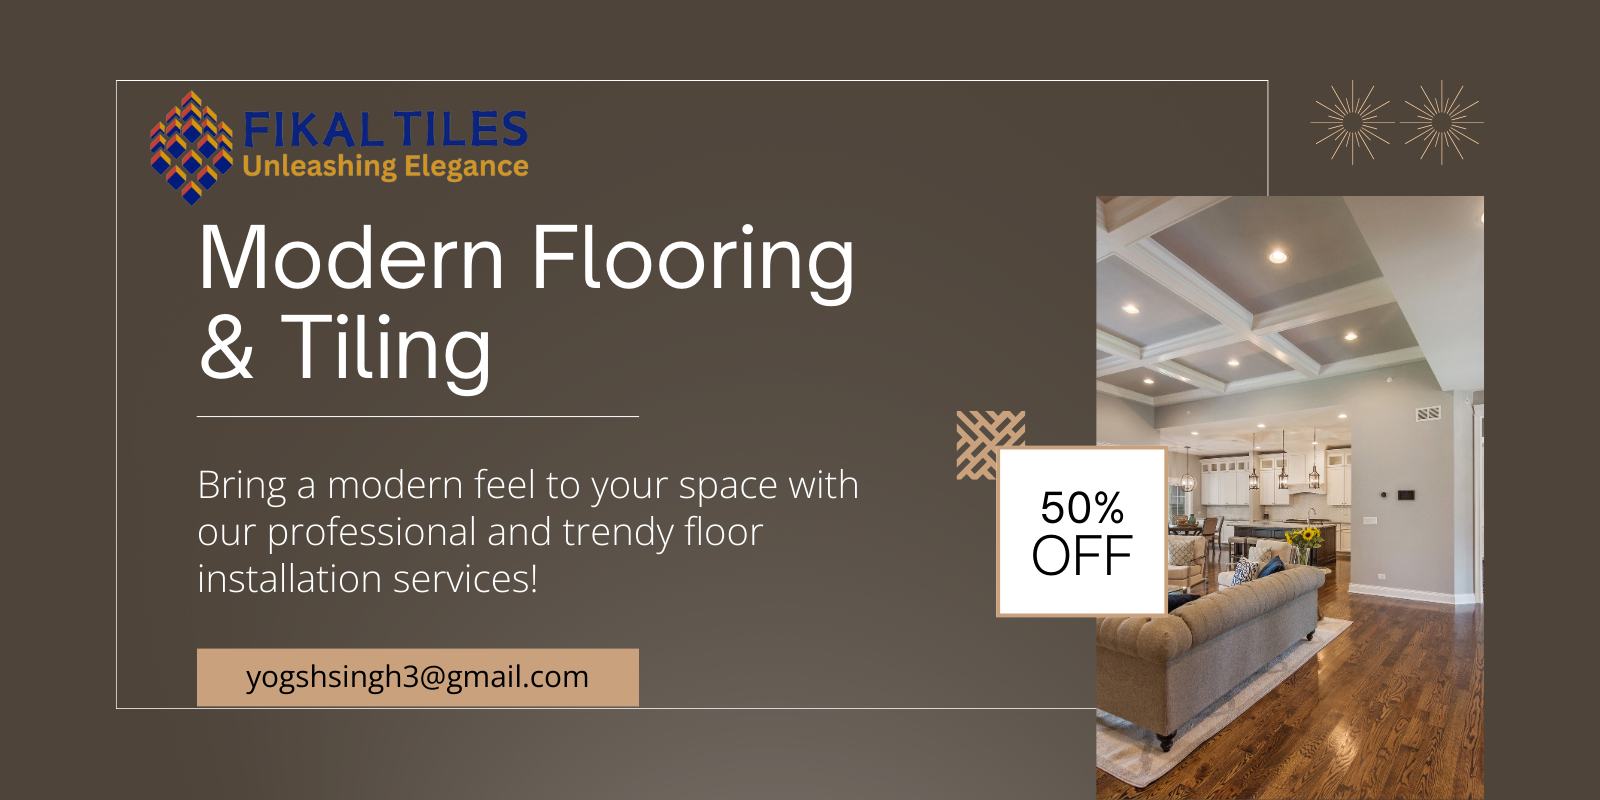 FIKAL TILES
Unleashing Elegance
Modern Flooring
& Tiling
Bring a modern feel to your space with
our professional and trendy floor
installation services!
yogshsingh3@gmail.com
50%
OFF